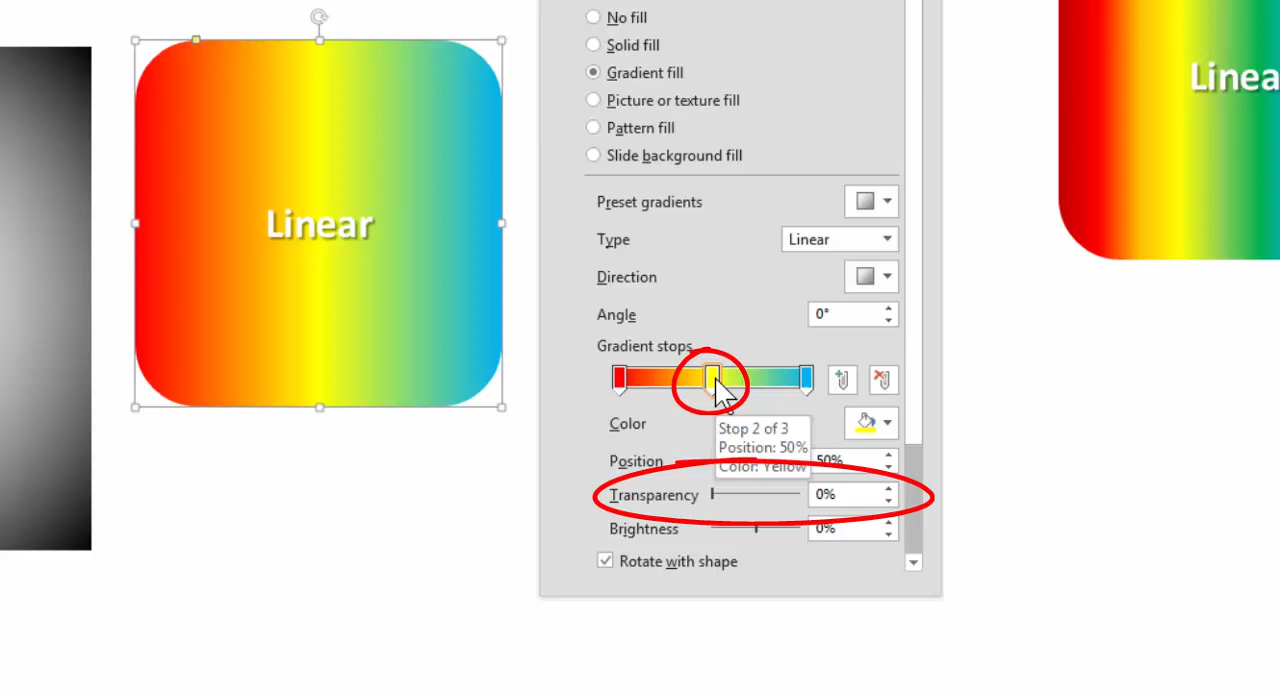 No fill
Solid fill
Gradient fill
Picture or texture fill
Pattern fill
Slide background fill
Preset gradients
Type Linear
Direction
Angle 0°
Gradient stops
Color
Stop 2 of 3
Position: 50%
Color: Yellow
Position 50%
Transparency 0%
Brightness 0%
Rotate with shape
Linear
Linea